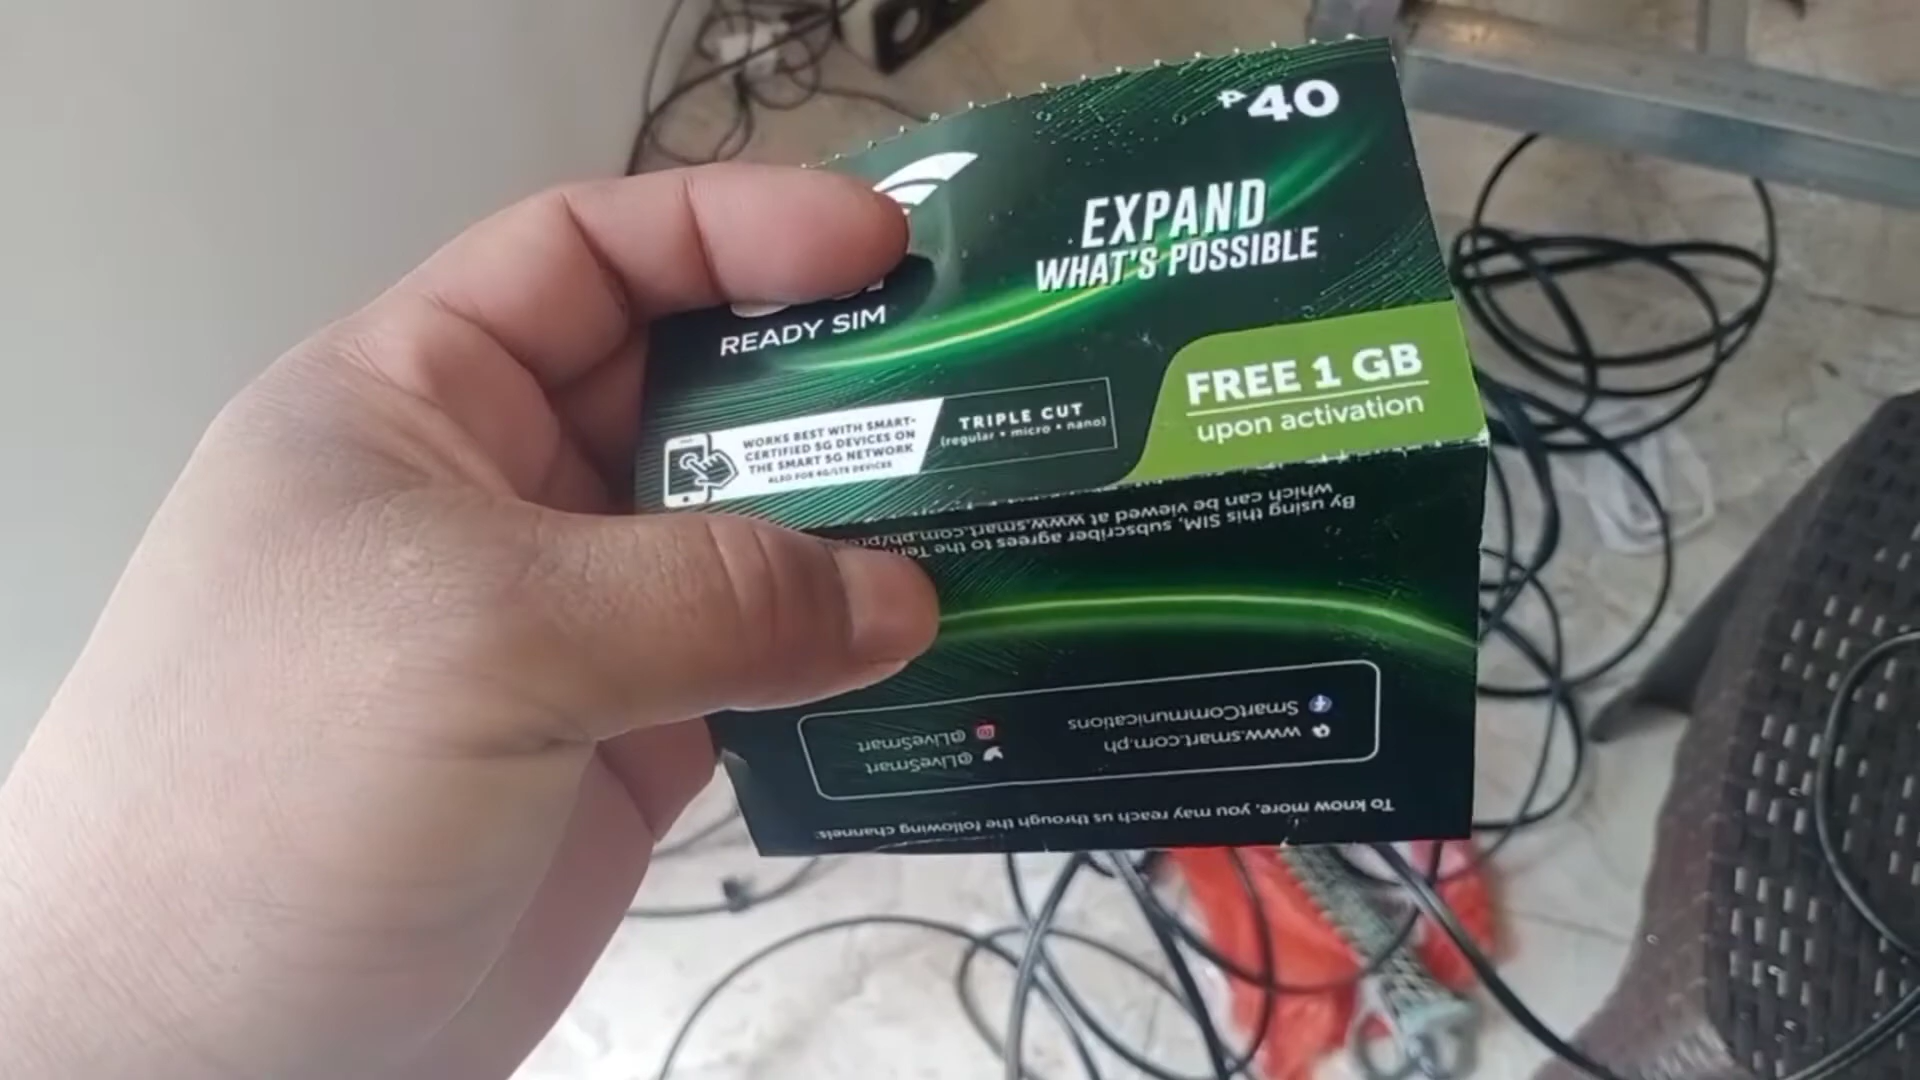 ₱40
EXPAND
WHAT'S POSSIBLE
READY SIM
FREE 1 GB
upon activation
WORKS BEST WITH SMART-
CERTIFIED 5G DEVICES ON
THE SMART 5G NETWORK
ALSO FOR 4G/LTE DEVICES
TRIPLE CUT
(regular • micro • nano)
To know more, you may reach us through the following channels:
www.smart.com.ph
SmartCommunications
@LiveSmart
@LiveSmart
By using this SIM, subscriber agrees to the
which can be viewed at www.smart.com.ph/